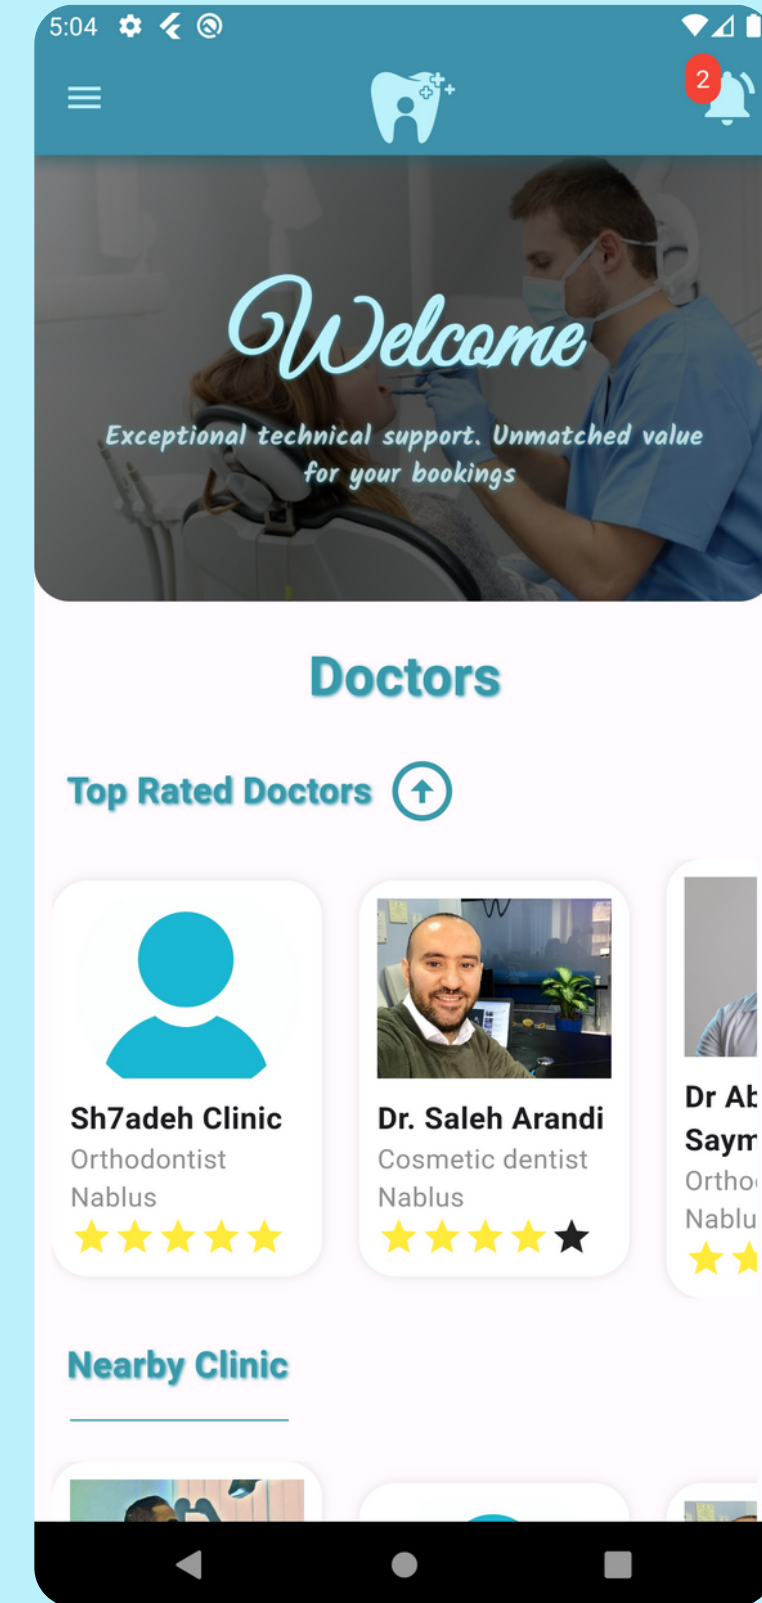 5:04
2
Welcome
Exceptional technical support. Unmatched value
for your bookings
Doctors
Top Rated Doctors
Sh7adeh Clinic
Orthodontist
Nablus
Dr. Saleh Arandi
Cosmetic dentist
Nablus
Dr
Nearby Clinic